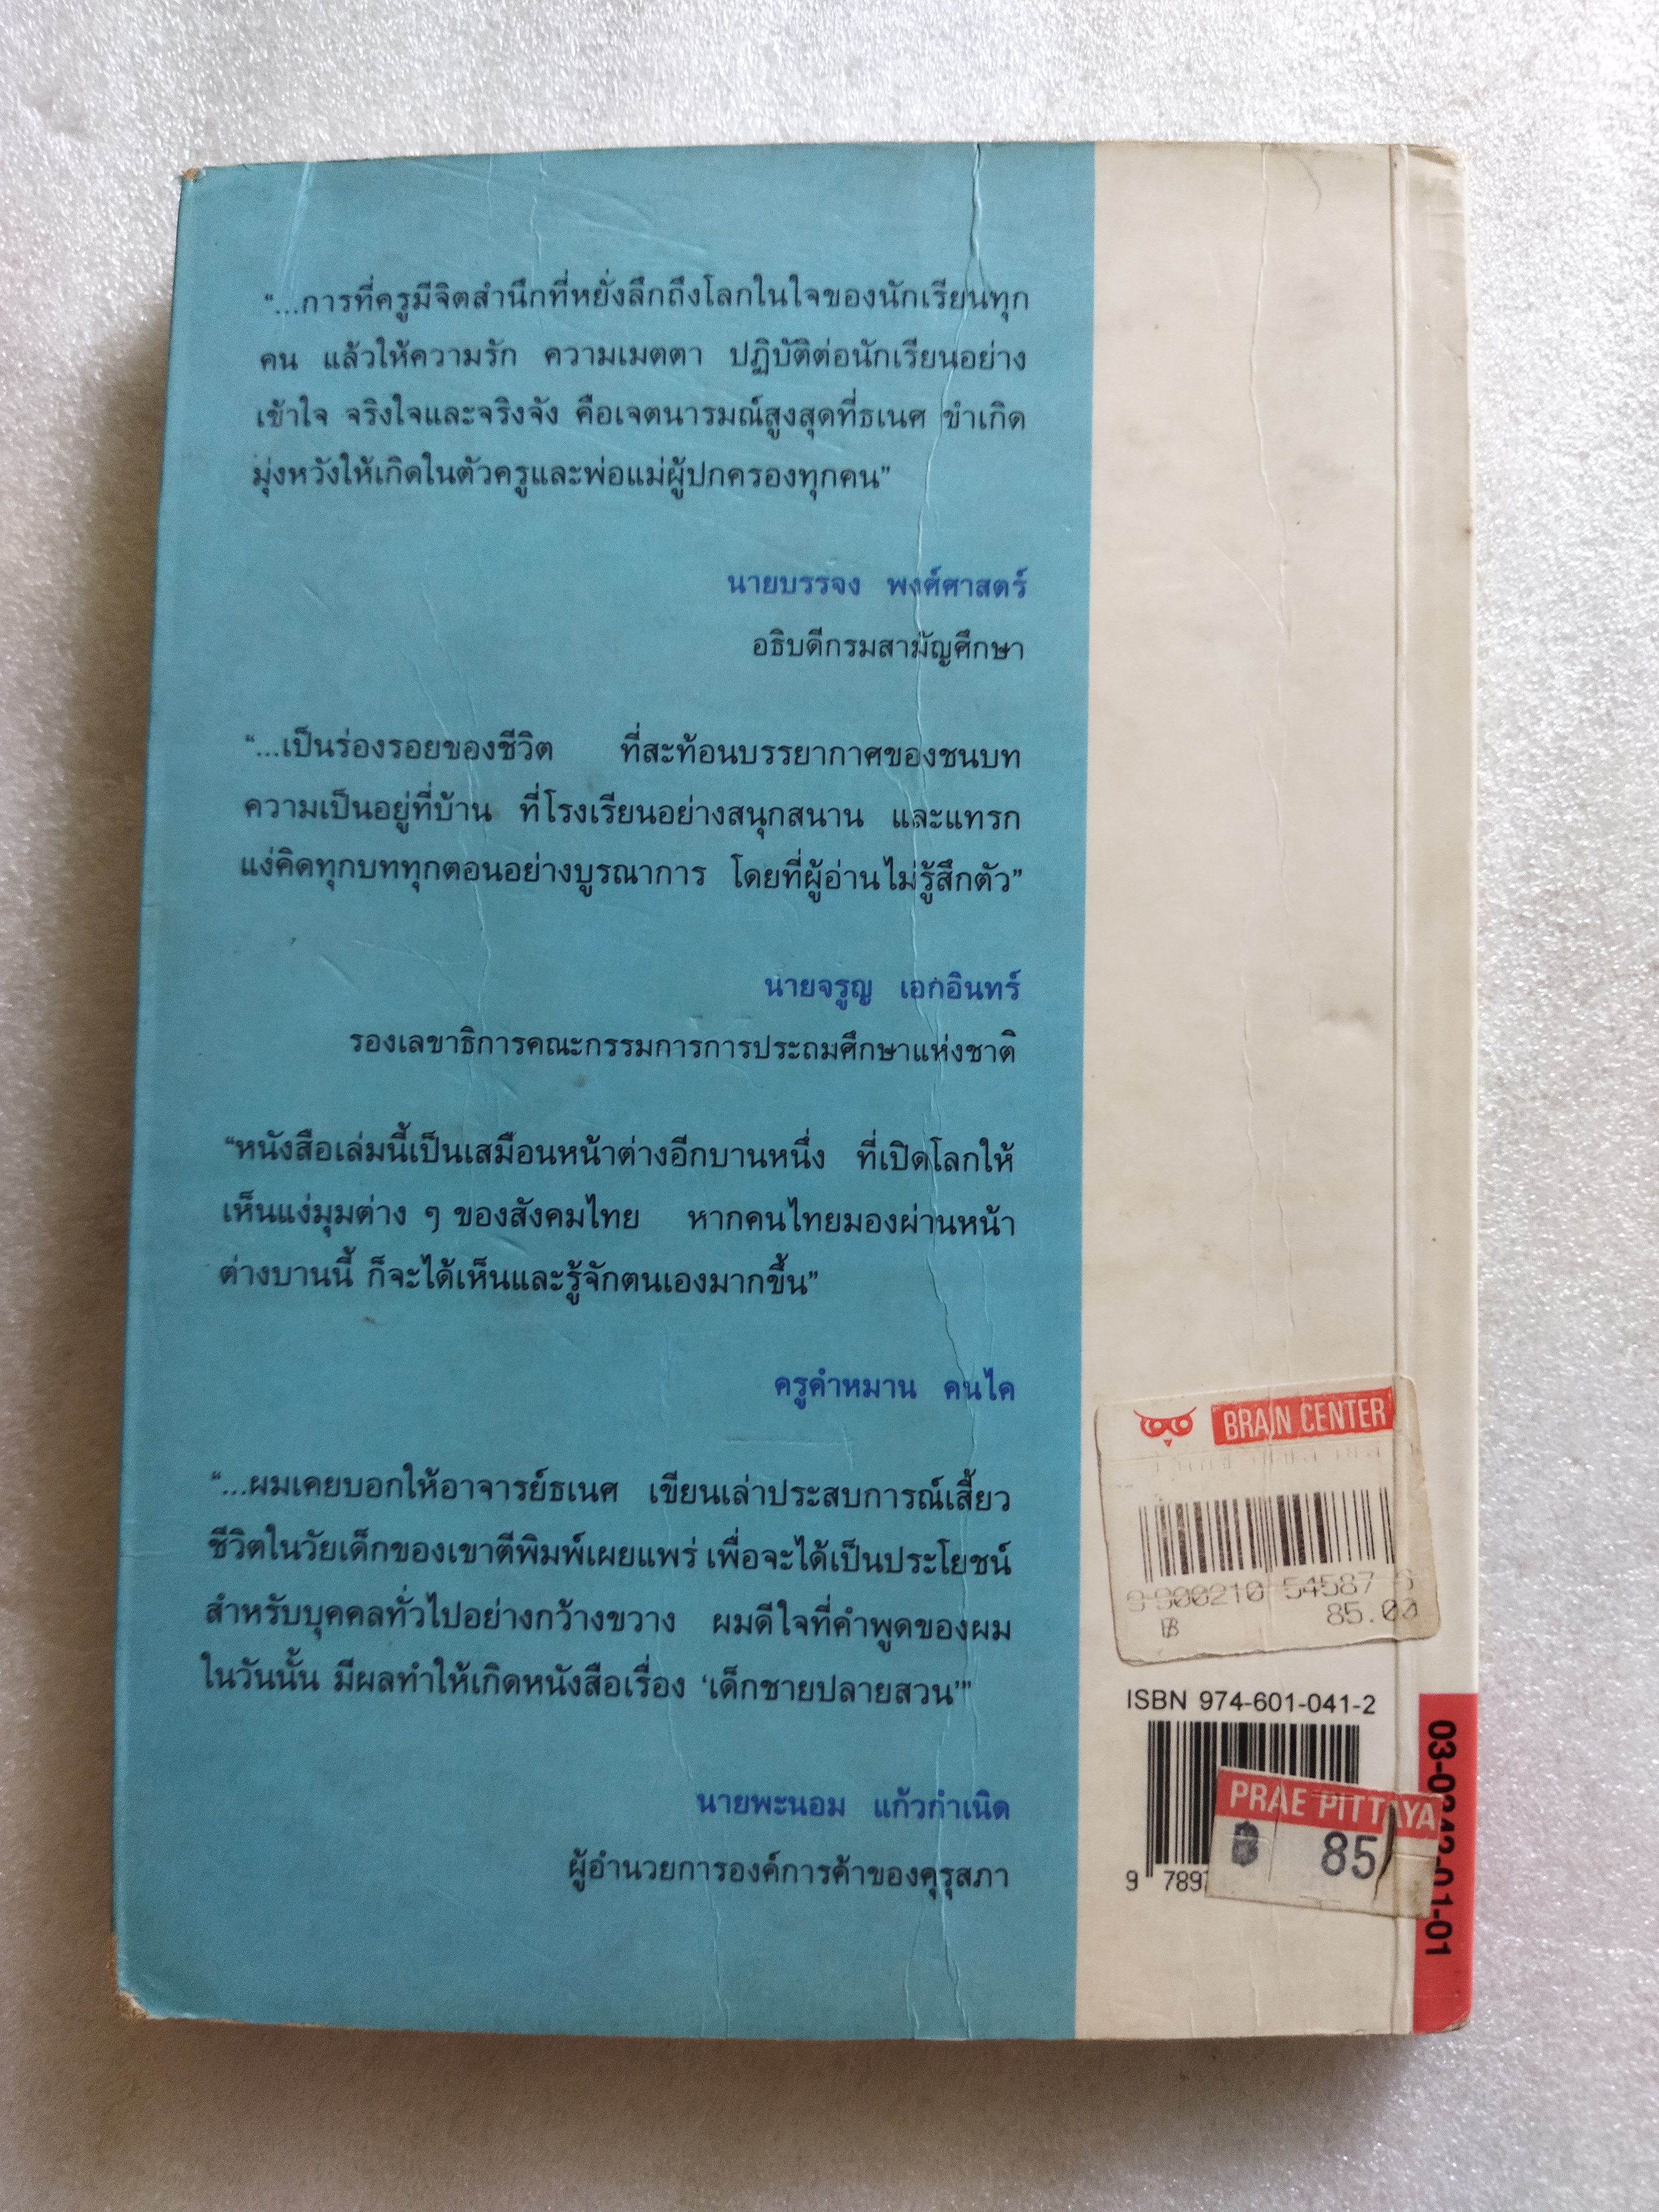 “...การที่ครูมีจิตสำนึกที่หยั่งลึกถึงโลกในใจของนักเรียนทุก
คน แล้วให้ความรัก ความเมตตา ปฏิบัติต่อนักเรียนอย่าง
เข้าใจ จริงใจและจริงจัง คือเจตนารมณ์สูงสุดที่ธเนศ ขำเกิด
มุ่งหวังให้เกิดในตัวครูและพ่อแม่ผู้ปกครองทุกคน”
นายบรรจง พงศ์ศาสตร์
อธิบดีกรมสามัญศึกษา
“...เป็นร่องรอยของชีวิต ที่สะท้อนบรรยากาศของชนบท
ความเป็นอยู่ที่บ้าน ที่โรงเรียนอย่างสนุกสนาน และแทรก
แง่คิดทุกบททุกตอนอย่างบูรณาการ โดยที่ผู้อ่านไม่รู้สึกตัว”
นายจรูญ เอกอินทร์
รองเลขาธิการคณะกรรมการการประถมศึกษาแห่งชาติ
“หนังสือเล่มนี้เป็นเสมือนหน้าต่างอีกบานหนึ่ง ที่เปิดโลกให้
เห็นแง่มุมต่าง ๆ ของสังคมไทย หากคนไทยมองผ่านหน้า
ต่างบานนี้ ก็จะได้เห็นและรู้จักตนเองมากขึ้น”
ครูคำหมาน คนไค
“...ผมเคยบอกให้อาจารย์ธเนศ เขียนเล่าประสบการณ์เสี้ยว
ชีวิตในวัยเด็กของเขาตีพิมพ์เผยแพร่ เพื่อจะได้เป็นประโยชน์
สำหรับบุคคลทั่วไปอย่างกว้างขวาง ผมดีใจที่คำพูดของผม
ในวันนั้น มีผลทำให้เกิดหนังสือเรื่อง ‘เด็กชายปลายสวน’”
นายพะนอม แก้วกำเนิด
ผู้อำนวยการองค์การค้าของคุรุสภา
BRAIN CENTER
9 900210 54587 6
฿ 85.00
ISBN 974-601-041-2
PRAE PITTAYA
฿ 85
9 789